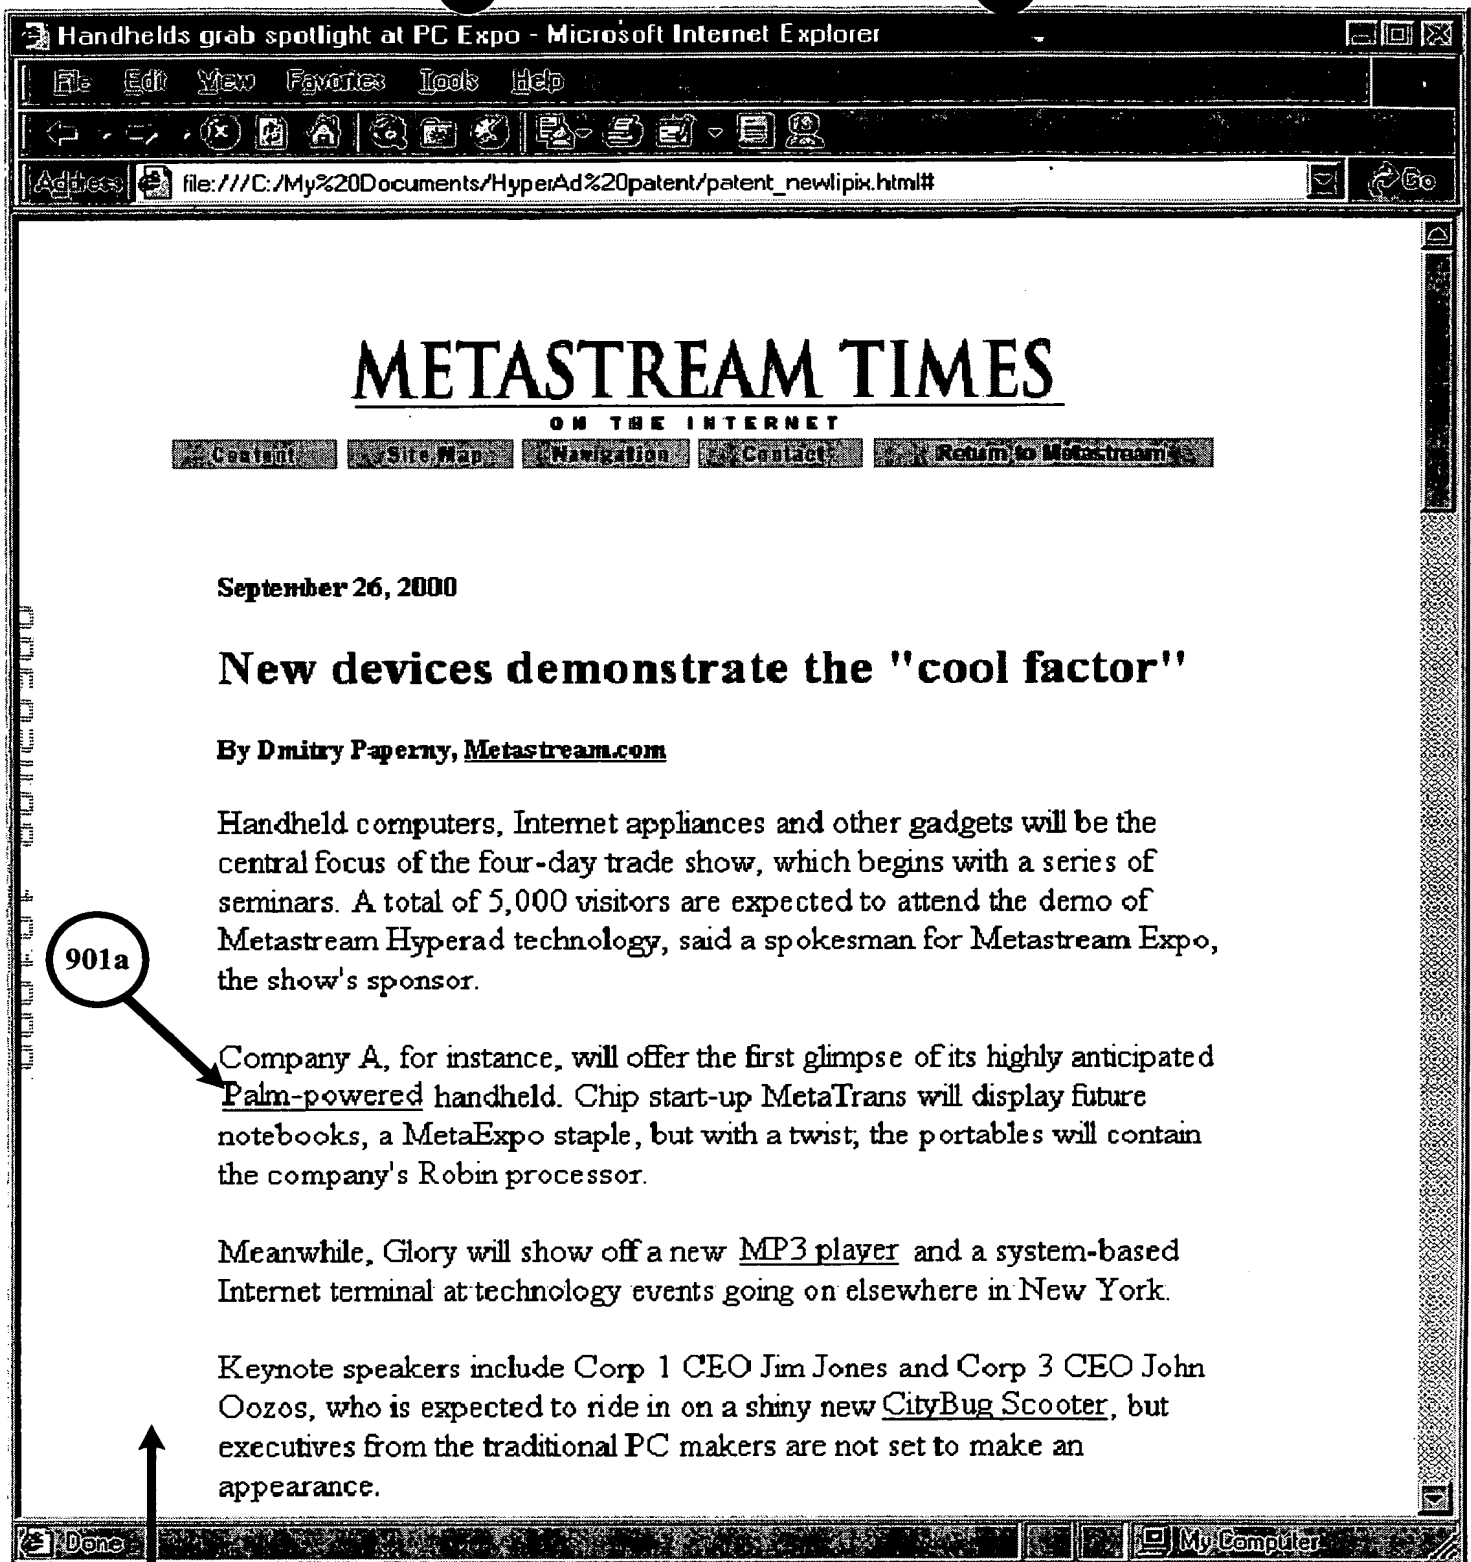 Handhelds grab spotlight at PC Expo - Microsoft Internet Explorer
File Edit View Favorites Tools Help
Address file:///C:/My%20Documents/HyperAd%20patent/patent_newlipix.html# Go
METASTREAM TIMES
ON THE INTERNET
Content Site Map Navigation Contact Return to Metastream
September 26, 2000
New devices demonstrate the "cool factor"
By Dmitry Paperny, Metastream.com
Handheld computers, Internet appliances and other gadgets will be the
central focus of the four-day trade show, which begins with a series of
seminars. A total of 5,000 visitors are expected to attend the demo of
Metastream Hyperad technology, said a spokesman for Metastream Expo,
the show's sponsor.
901a
Company A, for instance, will offer the first glimpse of its highly anticipated
Palm-powered handheld. Chip start-up MetaTrans will display future
notebooks, a MetaExpo staple, but with a twist; the portables will contain
the company's Robin processor.
Meanwhile, Glory will show off a new MP3 player and a system-based
Internet terminal at technology events going on elsewhere in New York.
Keynote speakers include Corp 1 CEO Jim Jones and Corp 3 CEO John
Oozos, who is expected to ride in on a shiny new CityBug Scooter, but
executives from the traditional PC makers are not set to make an
appearance.
Done My Computer